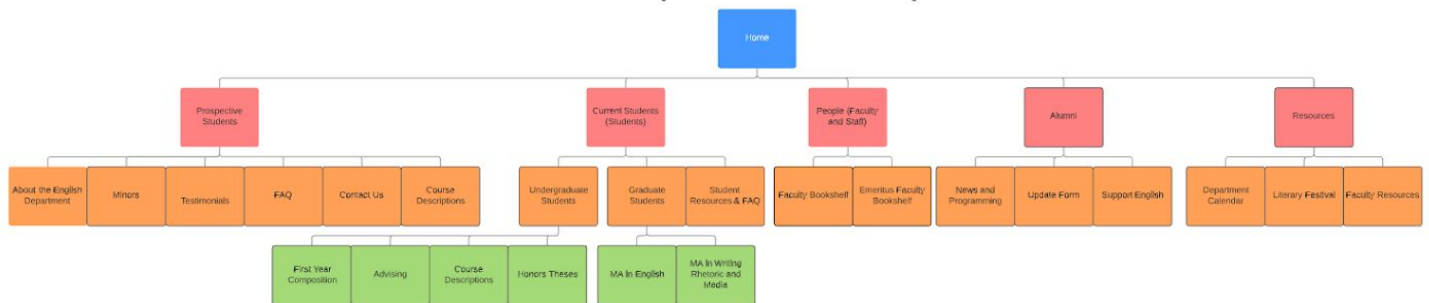 Home
Prospective
Students
Current Students
(Students)
People (Faculty
and Staff)
Alumni
Resources
About the English
Department
Minors
Testimonials
FAQ
Contact Us
Course
Descriptions
Undergraduate
Students
Graduate
Students
Student
Resources & FAQ
Faculty Bookshelf
Emeritus Faculty
Bookshelf
News and
Programming
Update Form
Support English
Department
Calendar
Literary Festival
Faculty Resources
First Year
Composition
Advising
Course
Descriptions
Honors Theses
MA in English
MA in Writing
Rhetoric and
Media